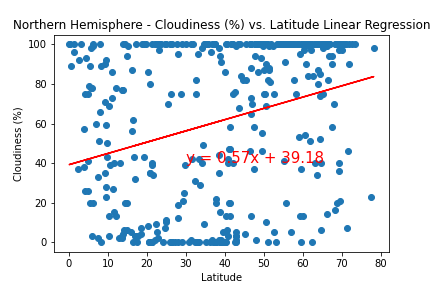 Northern Hemisphere - Cloudiness (%) vs. Latitude Linear Regression
100
80
60
40
20
0
Cloudiness (%)
y = 0.57x + 39.18
0 10 20 30 40 50 60 70 80
Latitude